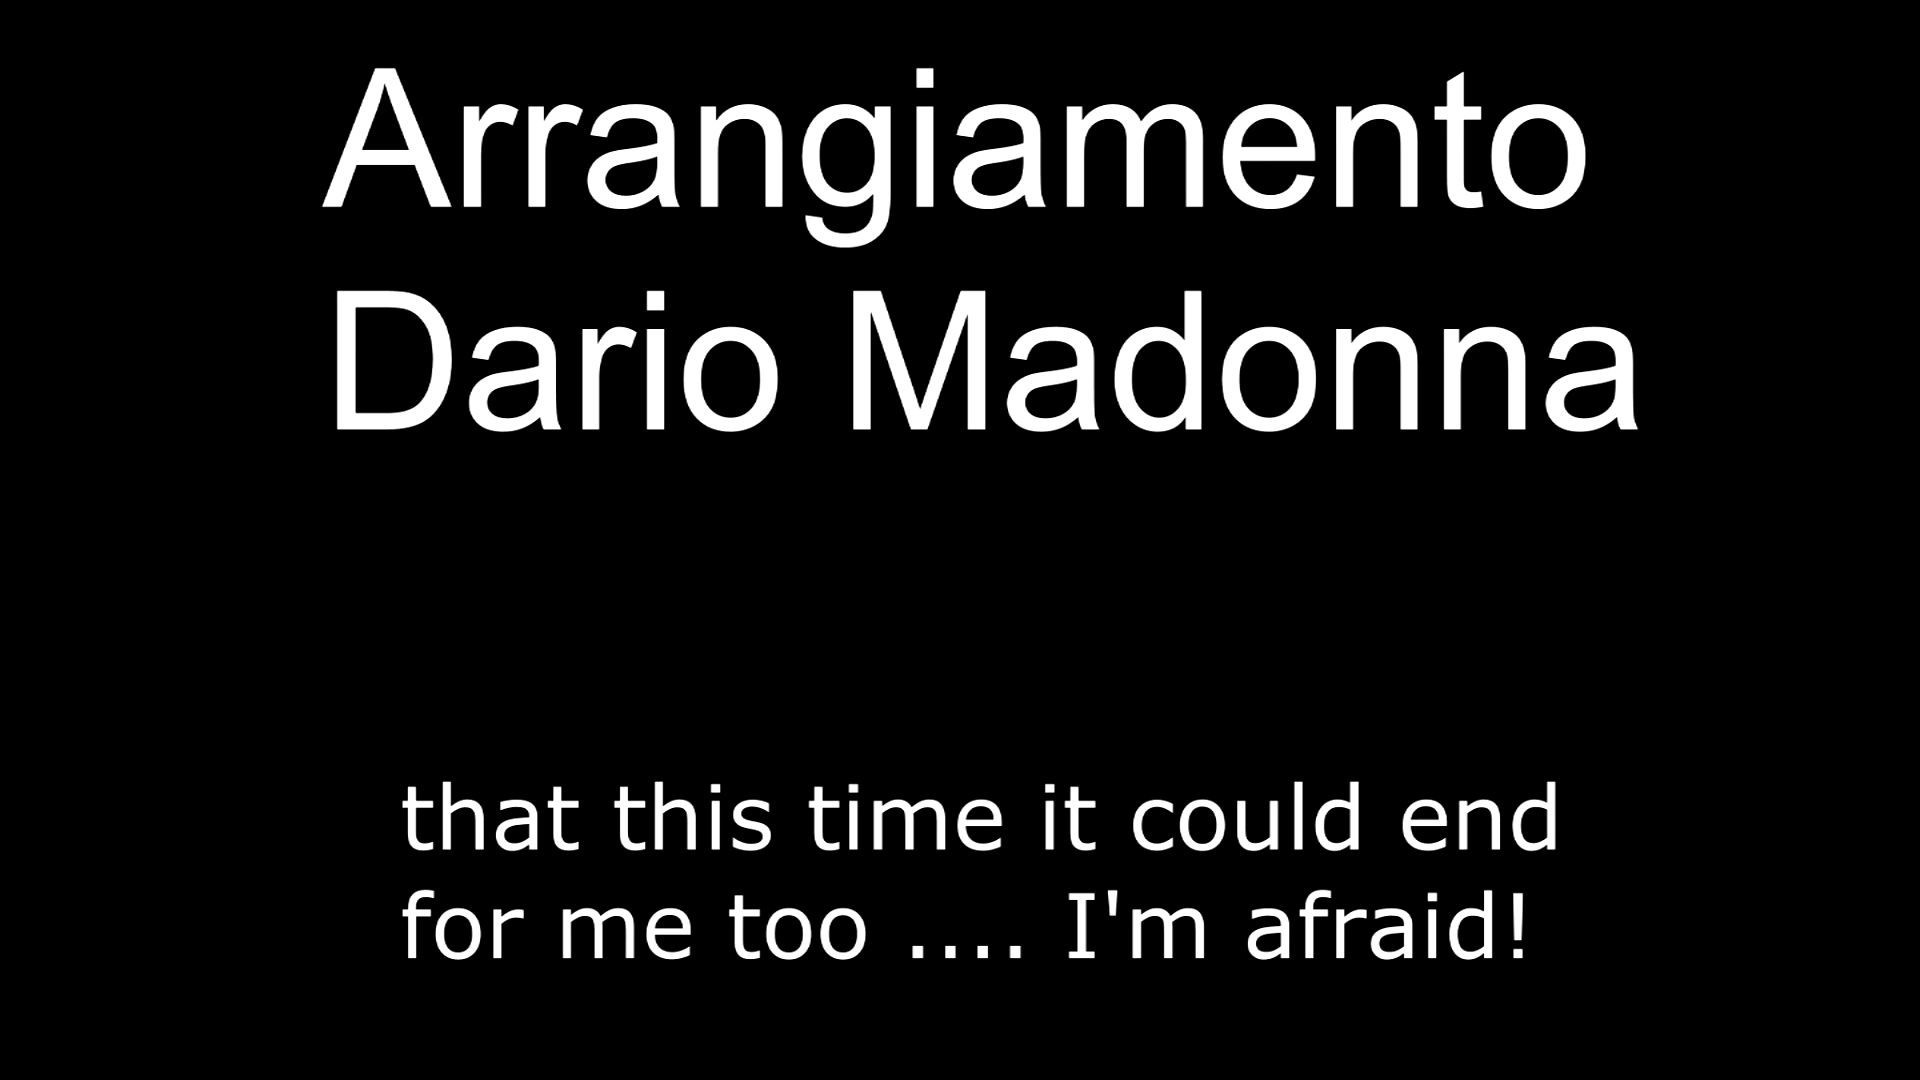 Arrangiamento
Dario Madonna
that this time it could end
for me too .... I'm afraid!